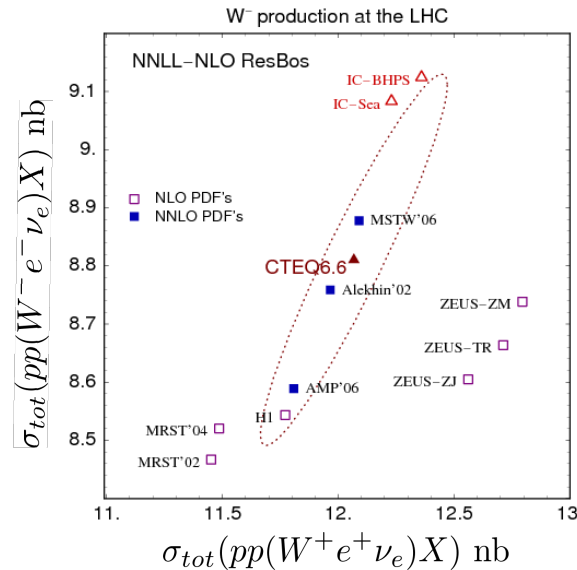 W⁻ production at the LHC
NNLL−NLO ResBos
IC−BHPS
IC−Sea
NLO PDF's
NNLO PDF's
MSTW'06
CTEQ6.6
Alekhin'02
ZEUS−ZM
ZEUS−TR
ZEUS−ZJ
AMP'06
H1
MRST'04
MRST'02
9.1
9.
8.9
8.8
8.7
8.6
8.5
11.
11.5
12.
12.5
13
σ_tot(pp(W⁻e⁻ν_e)X) nb
σ_tot(pp(W⁺e⁺ν_e)X) nb